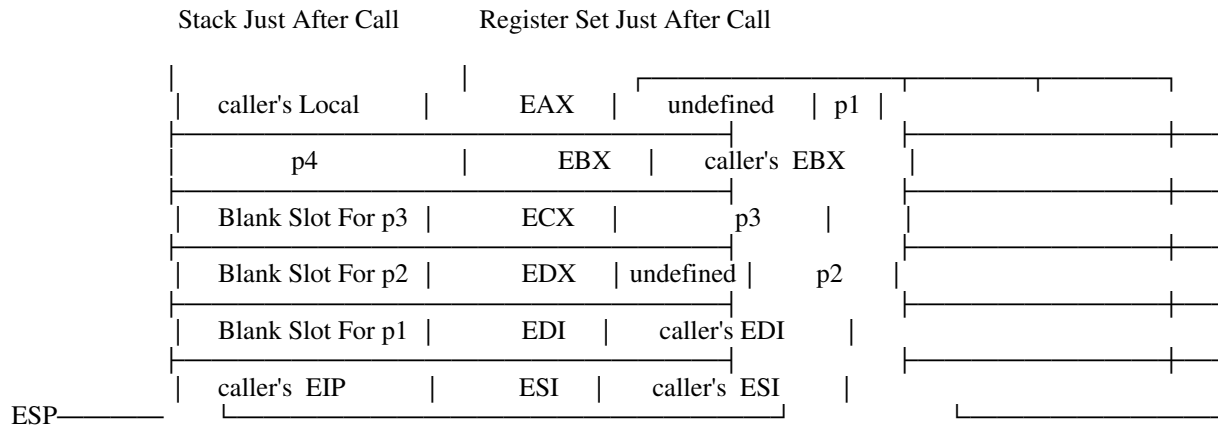 Stack Just After Call Register Set Just After Call
caller's Local EAX undefined p1
p4 EBX caller's EBX
Blank Slot For p3 ECX p3
Blank Slot For p2 EDX undefined p2
Blank Slot For p1 EDI caller's EDI
caller's EIP ESI caller's ESI
ESP